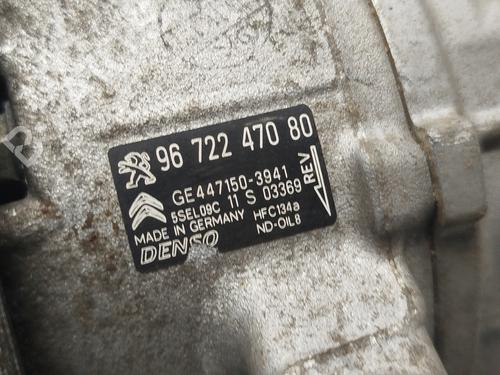 96 722 470 80
GE447150-3941
5SEL09C 11 S 03369
MADE IN GERMANY HFC134a
DENSO ND-OIL8
REV
B